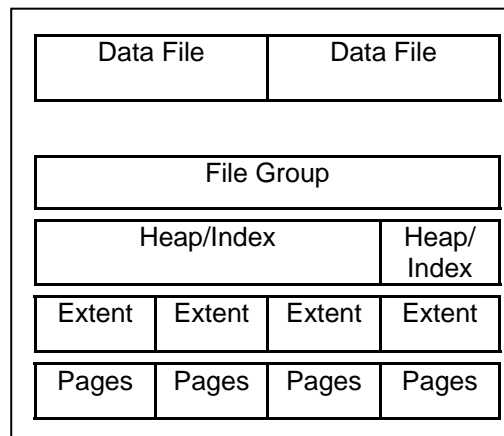 Data File Data File
File Group
Heap/Index Heap/
Index
Extent Extent Extent Extent
Pages Pages Pages Pages